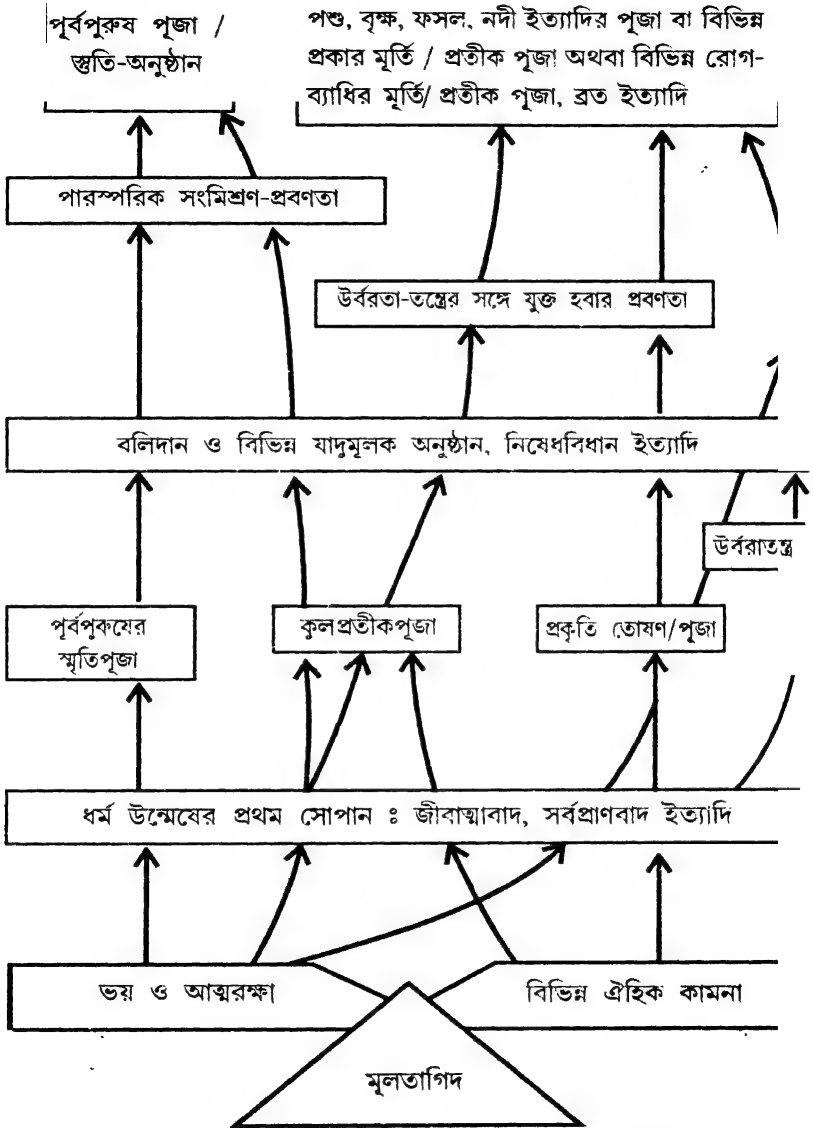 পূর্বপুরুষ পূজা /
স্তুতি-অনুষ্ঠান
পশু, বৃক্ষ, ফসল, নদী ইত্যাদির পূজা বা বিভিন্ন
প্রকার মূর্তি / প্রতীক পূজা অথবা বিভিন্ন রোগ-
ব্যাধির মূর্তি/ প্রতীক পূজা, ব্রত ইত্যাদি
পারস্পরিক সংমিশ্রণ-প্রবণতা
উর্বরতা-তন্ত্রের সঙ্গে যুক্ত হবার প্রবণতা
বলিদান ও বিভিন্ন যাদুমূলক অনুষ্ঠান, নিষেধবিধান ইত্যাদি
উর্বরাতন্ত্র
পূর্বপুরুষের
স্মৃতিপূজা
কুলপ্রতীকপূজা
প্রকৃতি তোষণ/পূজা
ধর্ম উন্মেষের প্রথম সোপান ঃ জীবাত্মাবাদ, সর্বপ্রাণবাদ ইত্যাদি
ভয় ও আত্মরক্ষা
বিভিন্ন ঐহিক কামনা
মূলতাগিদ